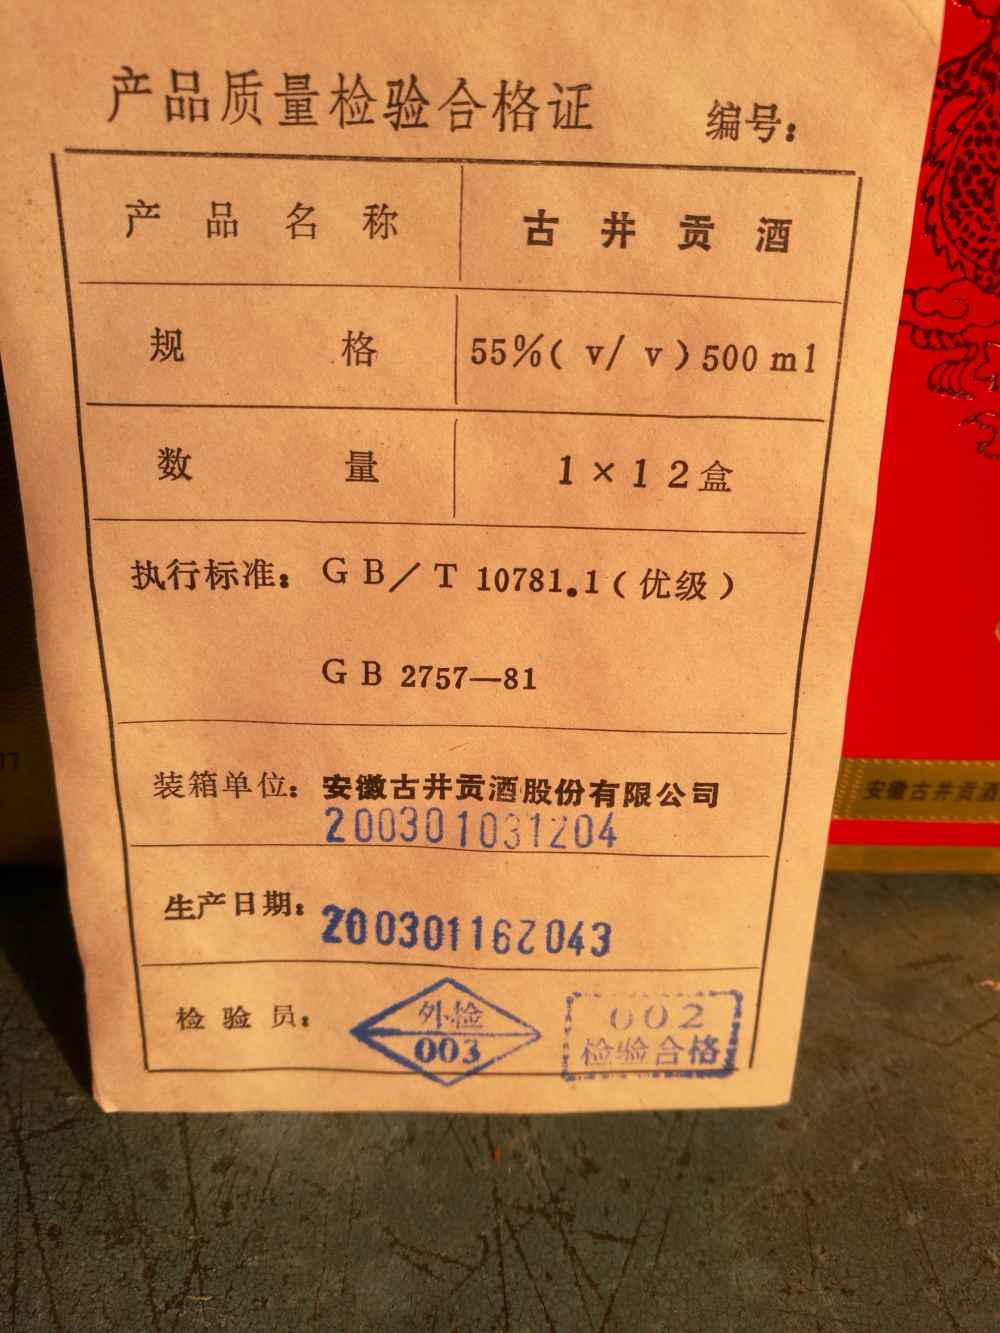 产品质量检验合格证 编号：
产品名称 古井贡酒
规格 55%(v/v)500ml
数量 1×12盒
执行标准：GB／T 10781.1(优级)
GB 2757—81
装箱单位：安徽古井贡酒股份有限公司
200301031204
生产日期：200301162043
检验员：外检 002
003 检验合格
安徽古井贡酒